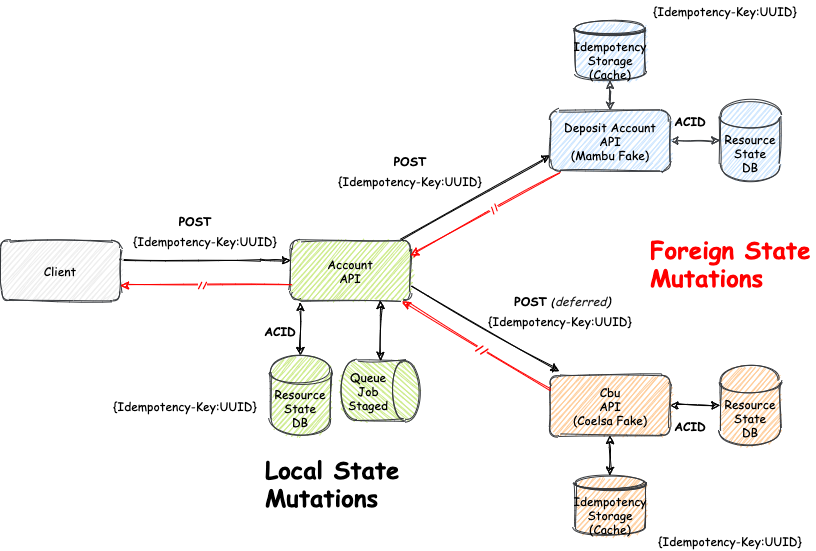 {Idempotency-Key:UUID}
Idempotency
Storage
(Cache)
Deposit Account
API
(Mambu Fake)
ACID
Resource
State
DB
POST
{Idempotency-Key:UUID}
POST
{Idempotency-Key:UUID}
Client
Account
API
Foreign State
Mutations
POST (deferred)
{Idempotency-Key:UUID}
ACID
Resource
State
DB
Queue
Job
Staged
{Idempotency-Key:UUID}
Local State
Mutations
Cbu
API
(Coelsa Fake)
ACID
Resource
State
DB
Idempotency
Storage
(Cache)
{Idempotency-Key:UUID}